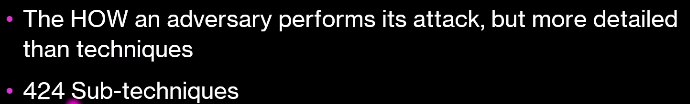 • The HOW an adversary performs its attack, but more detailed
than techniques
• 424 Sub-techniques